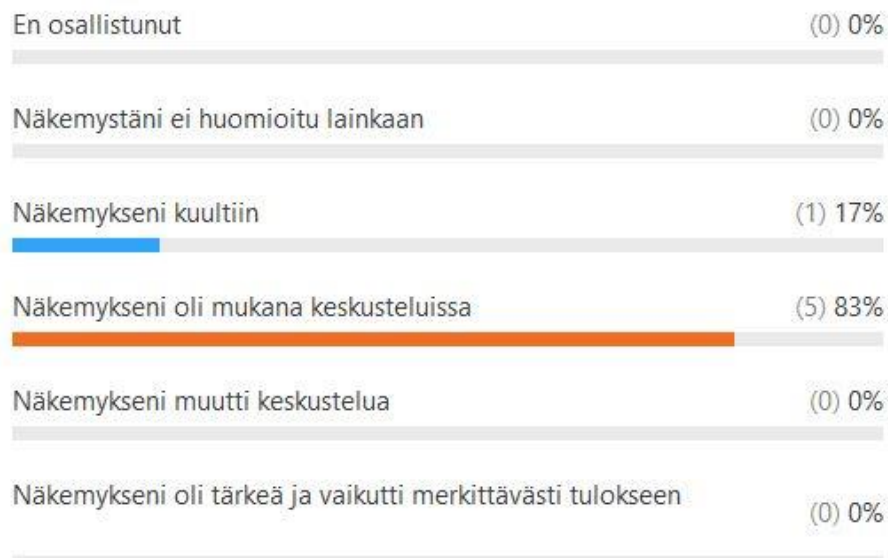 En osallistunut (0) 0%
Näkemystäni ei huomioitu lainkaan (0) 0%
Näkemykseni kuultiin (1) 17%
Näkemykseni oli mukana keskusteluissa (5) 83%
Näkemykseni muutti keskustelua (0) 0%
Näkemykseni oli tärkeä ja vaikutti merkittävästi tulokseen (0) 0%